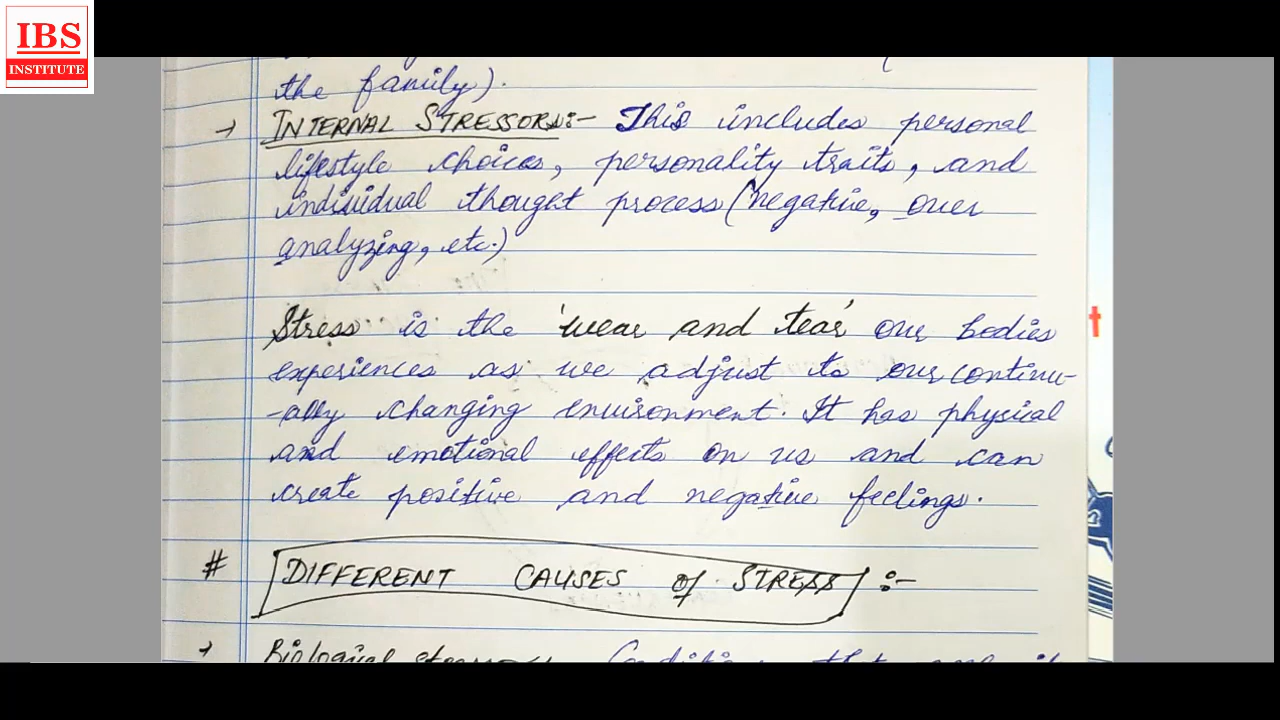 IBS
INSTITUTE
the family).
→ INTERNAL STRESSORS:- This includes personal
lifestyle choices, personality traits, and
individual thought process (negative, over
analyzing, etc.)
Stress is the 'wear and tear' our bodies
experiences as we adjust to our continu-
-ally changing environment. It has physical
and emotional effects on us and can
create positive and negative feelings.
# DIFFERENT CAUSES of STRESS :-
→ Biological
t